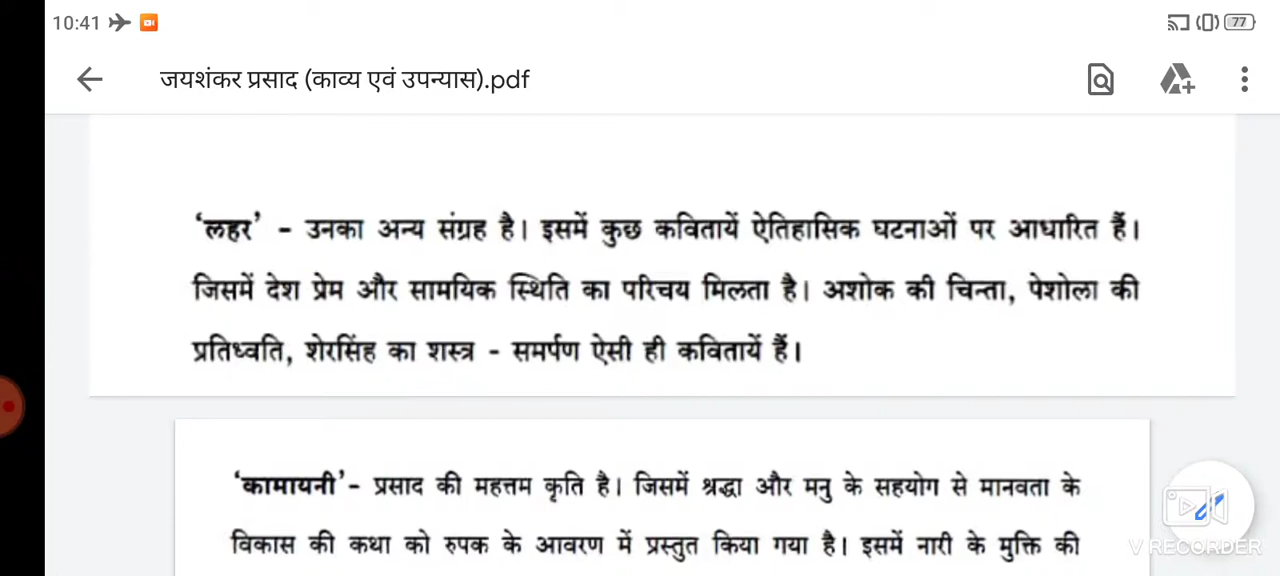 10:41
77
जयशंकर प्रसाद (काव्य एवं उपन्यास).pdf
‘लहर’ - उनका अन्य संग्रह है। इसमें कुछ कवितायें ऐतिहासिक घटनाओं पर आधारित हैं।
जिसमें देश प्रेम और सामयिक स्थिति का परिचय मिलता है। अशोक की चिन्ता, पेशोला की
प्रतिध्वति, शेरसिंह का शस्त्र - समर्पण ऐसी ही कवितायें हैं।
‘कामायनी’- प्रसाद की महत्तम कृति है। जिसमें श्रद्धा और मनु के सहयोग से मानवता के
विकास की कथा को रुपक के आवरण में प्रस्तुत किया गया है। इसमें नारी के मुक्ति की
V RECORDER